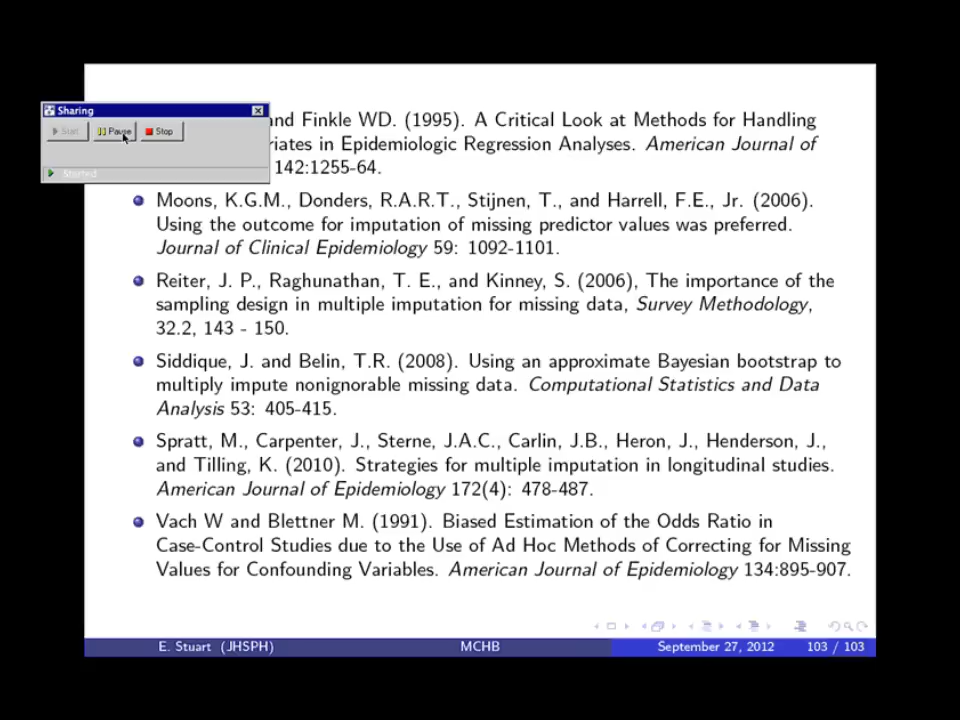 Sharing
Start Pause Stop
Started
and Finkle WD. (1995). A Critical Look at Methods for Handling
riates in Epidemiologic Regression Analyses. American Journal of
142:1255-64.
Moons, K.G.M., Donders, R.A.R.T., Stijnen, T., and Harrell, F.E., Jr. (2006).
Using the outcome for imputation of missing predictor values was preferred.
Journal of Clinical Epidemiology 59: 1092-1101.
Reiter, J. P., Raghunathan, T. E., and Kinney, S. (2006), The importance of the
sampling design in multiple imputation for missing data, Survey Methodology,
32.2, 143 - 150.
Siddique, J. and Belin, T.R. (2008). Using an approximate Bayesian bootstrap to
multiply impute nonignorable missing data. Computational Statistics and Data
Analysis 53: 405-415.
Spratt, M., Carpenter, J., Sterne, J.A.C., Carlin, J.B., Heron, J., Henderson, J.,
and Tilling, K. (2010). Strategies for multiple imputation in longitudinal studies.
American Journal of Epidemiology 172(4): 478-487.
Vach W and Blettner M. (1991). Biased Estimation of the Odds Ratio in
Case-Control Studies due to the Use of Ad Hoc Methods of Correcting for Missing
Values for Confounding Variables. American Journal of Epidemiology 134:895-907.
E. Stuart (JHSPH) MCHB September 27, 2012 103 / 103